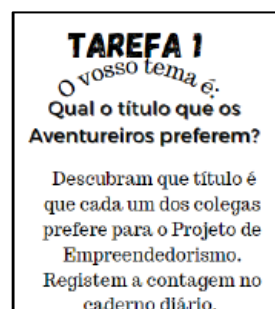 TAREFA 1
O vosso tema é:
Qual o título que os
Aventureiros preferem?
Descubram que título é
que cada um dos colegas
prefere para o Projeto de
Empreendedorismo.
Registem a contagem no
caderno diário.